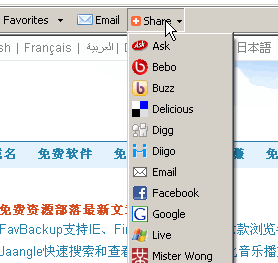 Favorites Email Share
sh | Français | العربية | 日本語
Ask
Bebo
Buzz
Delicious
Digg
Diigo
Email
Facebook
Google
Live
Mister Wong
名 免费软件 免费
免费资源部落最新文
FavBackup支持IE、Fi 款浏览
Jaangle快速搜索和查 音乐播